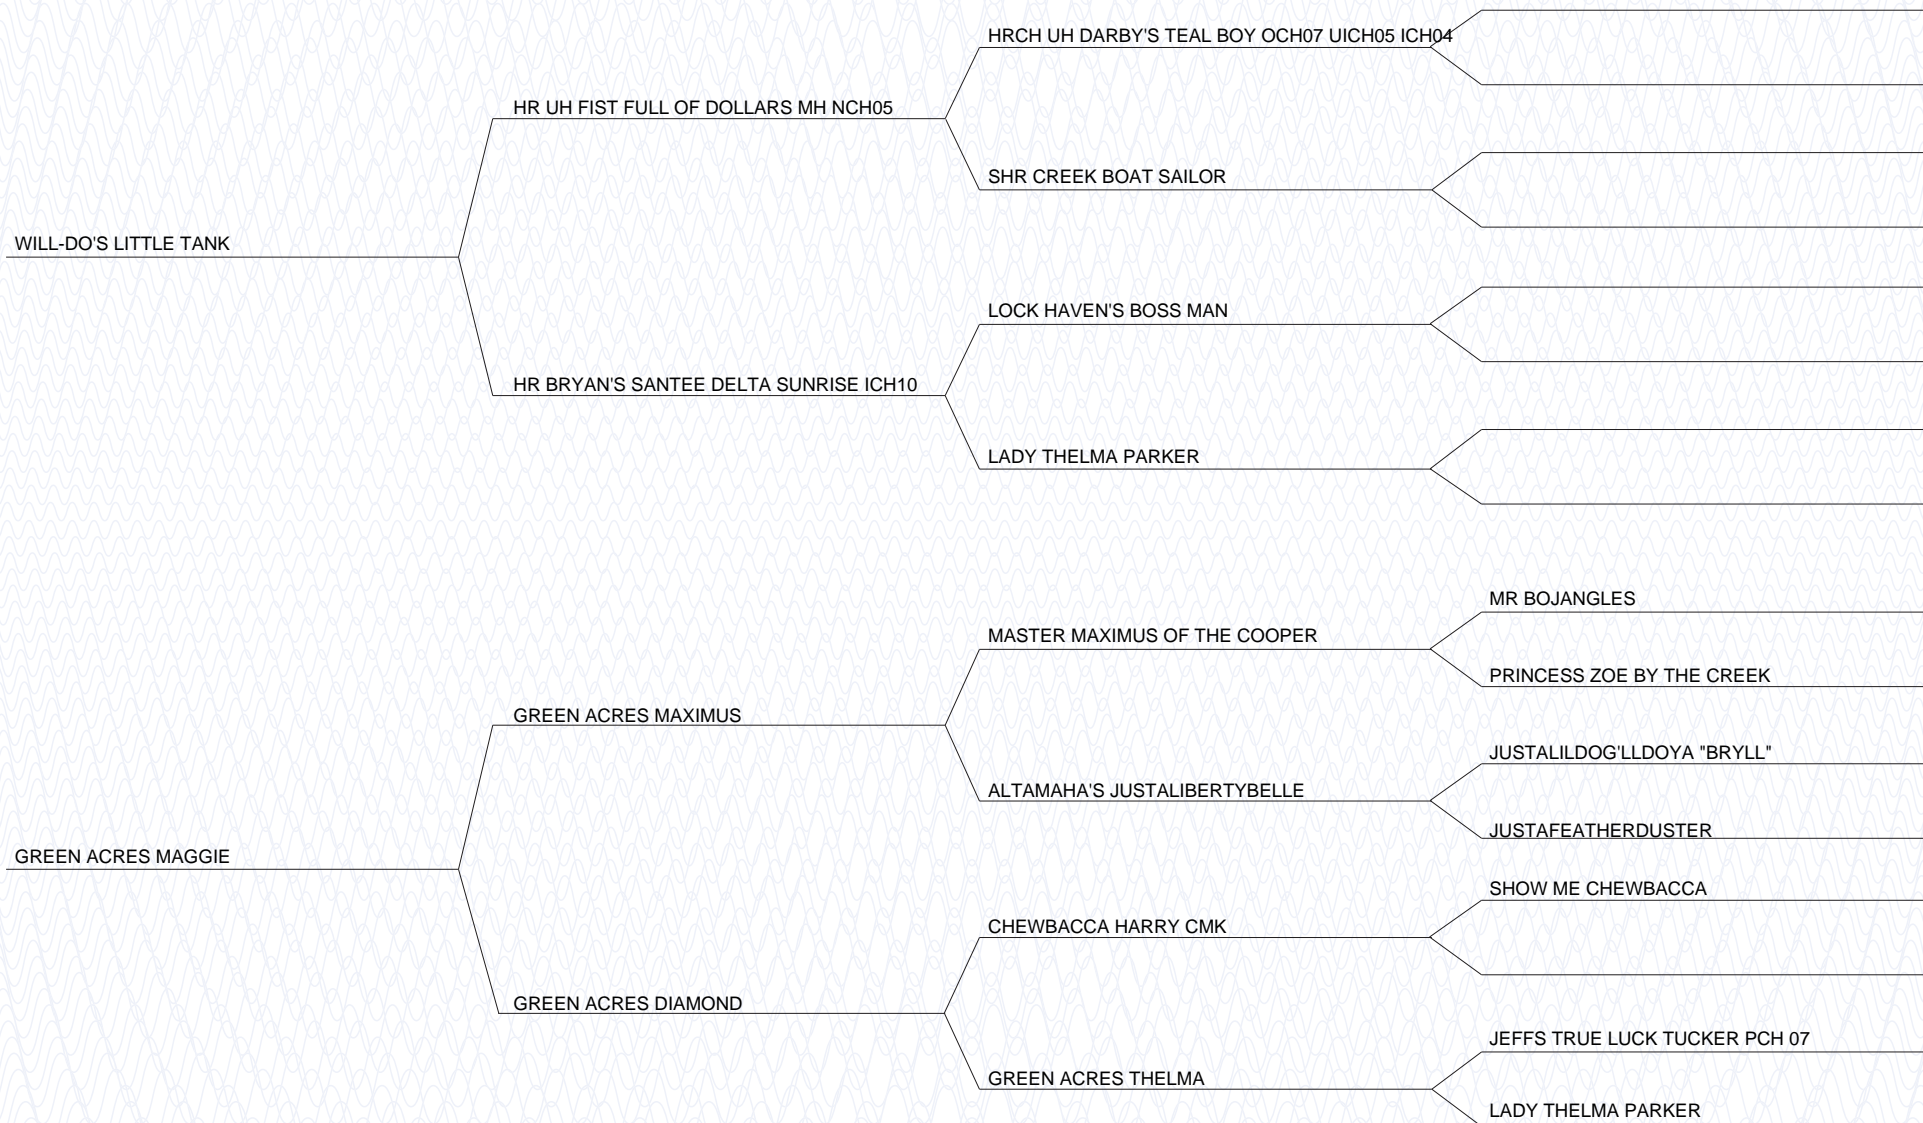 HRCH UH DARBY'S TEAL BOY OCH07 UICH05 ICH04
HR UH FIST FULL OF DOLLARS MH NCH05
SHR CREEK BOAT SAILOR
WILL-DO'S LITTLE TANK
LOCK HAVEN'S BOSS MAN
HR BRYAN'S SANTEE DELTA SUNRISE ICH10
LADY THELMA PARKER
MR BOJANGLES
MASTER MAXIMUS OF THE COOPER
PRINCESS ZOE BY THE CREEK
GREEN ACRES MAXIMUS
JUSTALILDOG'LLDOYA "BRYLL"
ALTAMAHA'S JUSTALIBERTYBELLE
JUSTAFEATHERDUSTER
GREEN ACRES MAGGIE
SHOW ME CHEWBACCA
CHEWBACCA HARRY CMK
GREEN ACRES DIAMOND
JEFFS TRUE LUCK TUCKER PCH 07
GREEN ACRES THELMA
LADY THELMA PARKER